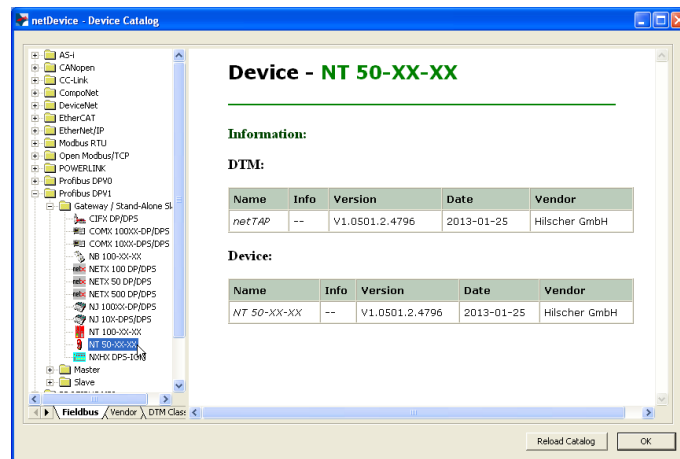 netDevice - Device Catalog
AS-i
CANopen
CC-Link
CompoNet
DeviceNet
EtherCAT
EtherNet/IP
Modbus RTU
Open Modbus/TCP
POWERLINK
Profibus DPV0
Profibus DPV1
Gateway / Stand-Alone Sl
CIFX DP/DPS
COMX 100XX-DP/DPS
COMX 10XX-DPS/DPS
NB 100-XX-XX
NETX 100 DP/DPS
NETX 50 DP/DPS
NETX 500 DP/DPS
NJ 100XX-DP/DPS
NJ 10X-DPS/DPS
NT 100-XX-XX
NT 50-XX-XX
NXHX DPS-IO
Master
Slave
Fieldbus Vendor DTM Class
Device - NT 50-XX-XX
Information:
DTM:
Name Info Version Date Vendor
netTAP -- V1.0501.2.4796 2013-01-25 Hilscher GmbH
Device:
Name Info Version Date Vendor
NT 50-XX-XX -- V1.0501.2.4796 2013-01-25 Hilscher GmbH
Reload Catalog OK